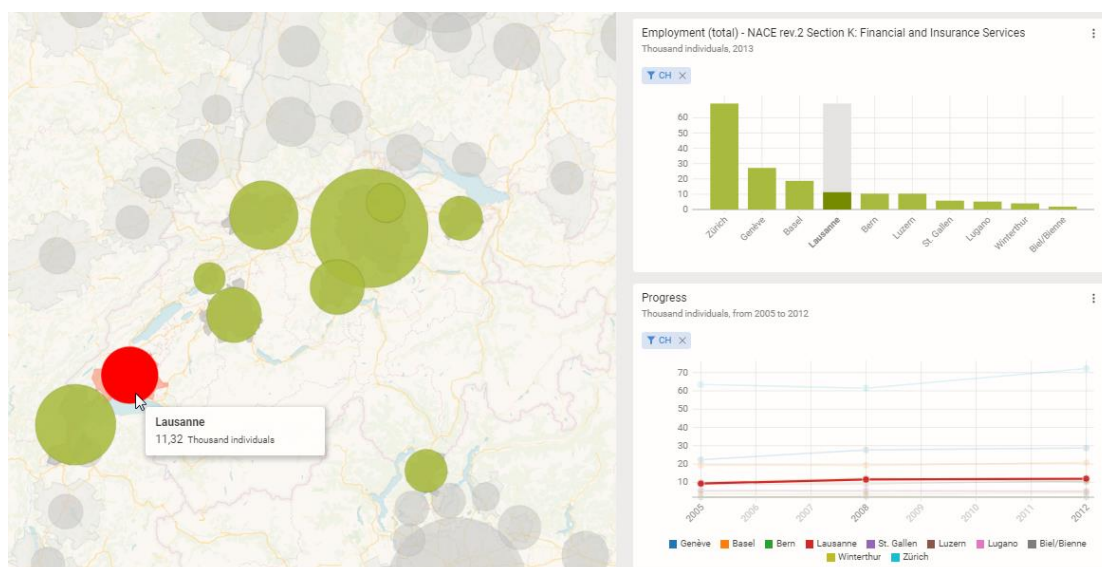 Employment (total) - NACE rev.2 Section K: Financial and Insurance Services
Thousand individuals, 2013
CH
60
50
40
30
20
10
0
Zürich
Genève
Basel
Lausanne
Bern
Luzern
St. Gallen
Lugano
Winterthur
Biel/Bienne
Lausanne
11,32 Thousand individuals
Progress
Thousand individuals, from 2005 to 2012
CH
70
60
50
40
30
20
10
2005
2006
2007
2008
2009
2010
2011
2012
Genève Basel Bern Lausanne St. Gallen Luzern Lugano Biel/Bienne
Winterthur Zürich